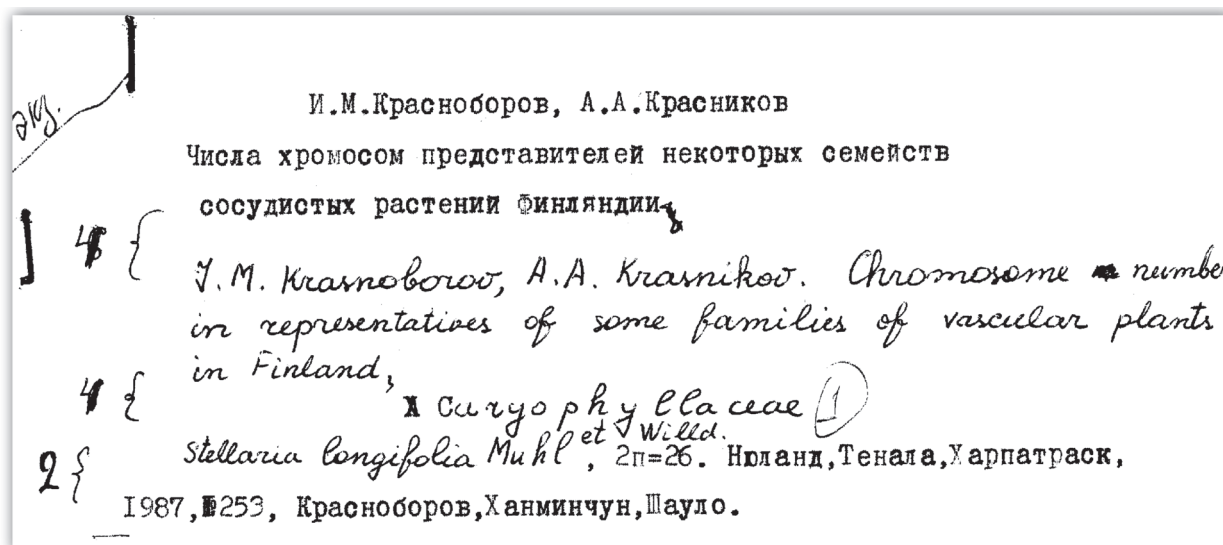 экз.
И.М.Красноборов, А.А.Красников
Числа хромосом представителей некоторых семейств
сосудистых растений Финляндии
4 {
I.M. Krasnoborov, A.A. Krasnikov. Chromosome numbe
in representatives of some families of vascular plants
in Finland,
4 { Caryophyllaceae 1
2 { Stellaria longifolia Muhl et Willd., 2n=26. Нюланд,Тенала,Харпатраск,
I987,№253, Красноборов,Ханминчун,Шауло.